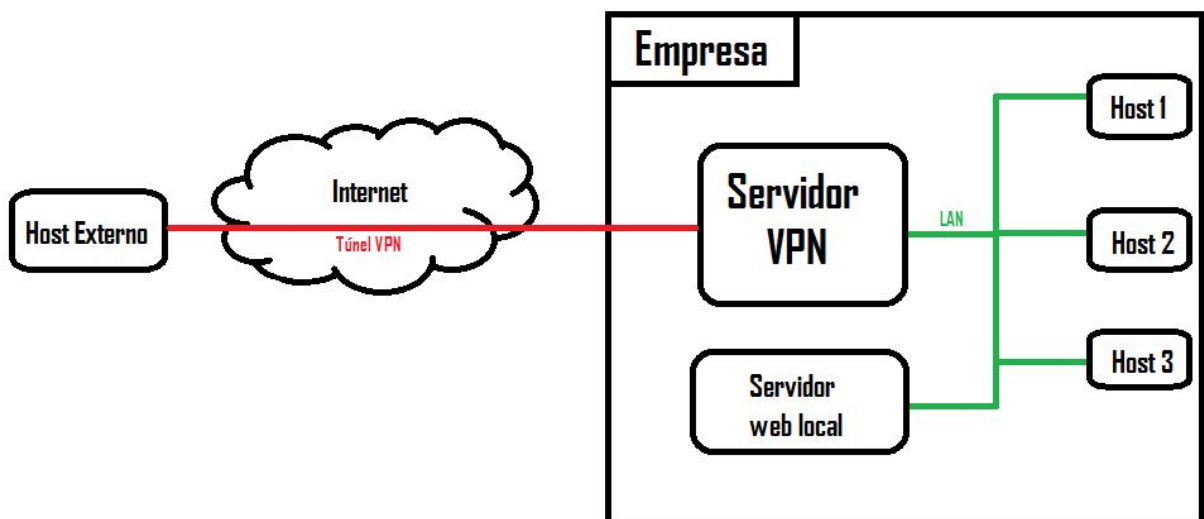 Empresa
Host 1
Internet
Servidor
VPN
Host Externo
Túnel VPN
LAN
Host 2
Servidor
web local
Host 3